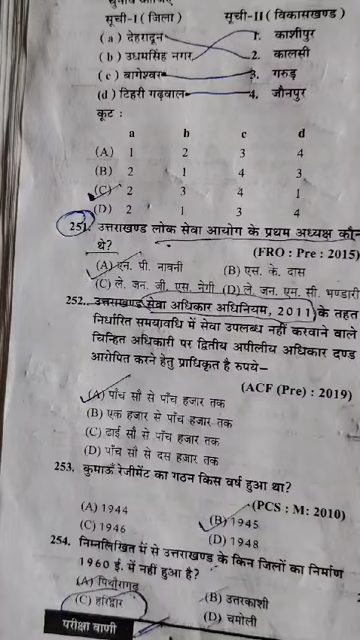 सूची-I ( जिला ) सूची-II ( विकासखण्ड )
( a ) देहरादून 1. काशीपुर
( b ) उधमसिंह नगर 2. कालसी
( c ) बागेश्वर 3. गरुड़
(d ) टिहरी गढ़वाल 4. जौनपुर
कूट :
a b c d
(A) 1 2 3 4
(B) 2 1 4 3
(C) 2 3 4 1
(D) 2 1 3 4
251. उत्तराखण्ड लोक सेवा आयोग के प्रथम अध्यक्ष कौन
थे?
(FRO : Pre : 2015)
(A) एन. पी. नावनी (B) एस. के. दास
(C) ले. जन. जी. एस. नेगी (D) ले. जन. एम. सी. भण्डारी
252. उत्तराखण्ड सेवा अधिकार अधिनियम, 2011 के तहत
निर्धारित समयावधि में सेवा उपलब्ध नहीं करवाने वाले
चिन्हित अधिकारी पर द्वितीय अपीलीय अधिकार दण्ड
आरोपित करने हेतु प्राधिकृत है रुपये–
(ACF (Pre) : 2019)
(A) पाँच सौ से पाँच हजार तक
(B) एक हजार से पाँच हजार तक
(C) ढाई सौ से पाँच हजार तक
(D) पाँच सौ से दस हजार तक
253. कुमाऊँ रेजीमेंट का गठन किस वर्ष हुआ था?
(PCS : M: 2010)
(A) 1944 (B) 1945
(C) 1946 (D) 1948
254. निम्नलिखित में से उत्तराखण्ड के किन जिलों का निर्माण
1960 ई. में नहीं हुआ है?
(A) पिथौरागढ़ (B) उत्तरकाशी
(C) हरिद्वार (D) चमोली
परीक्षा वाणी